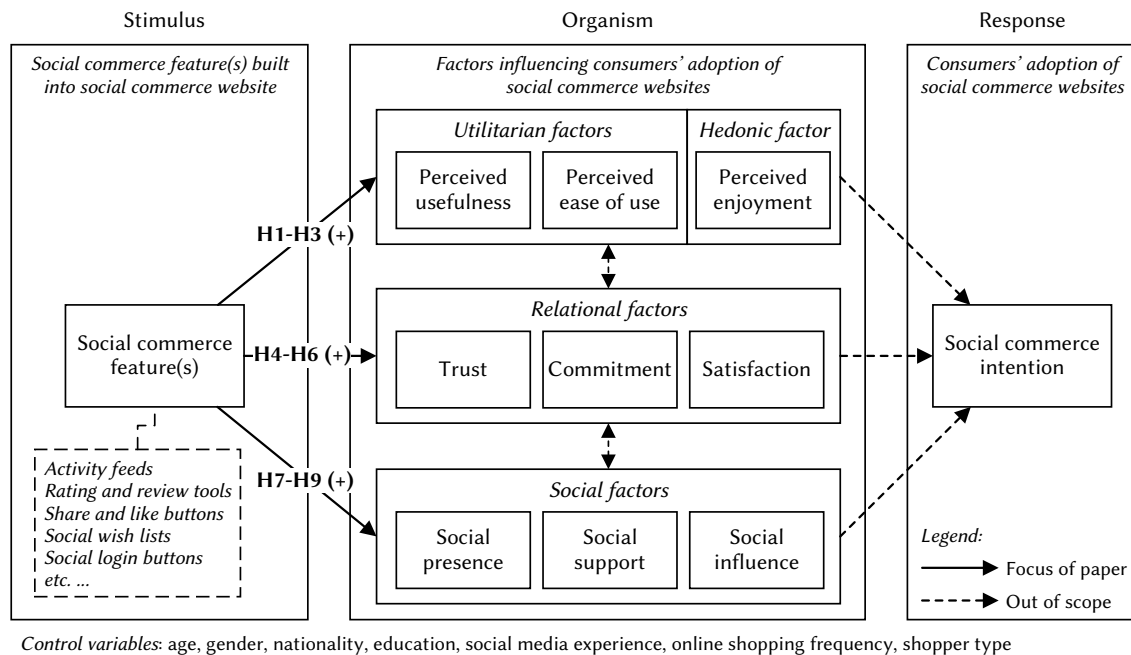 Stimulus
Organism
Response
Social commerce feature(s) built
into social commerce website
Factors influencing consumers' adoption of
social commerce websites
Consumers' adoption of
social commerce websites
Utilitarian factors
Hedonic factor
Perceived
usefulness
Perceived
ease of use
Perceived
enjoyment
H1-H3 (+)
Relational factors
Social commerce
feature(s)
H4-H6 (+)
Trust
Commitment
Satisfaction
Social commerce
intention
H7-H9 (+)
Activity feeds
Rating and review tools
Share and like buttons
Social wish lists
Social login buttons
etc. ...
Social factors
Social
presence
Social
support
Social
influence
Legend:
Focus of paper
Out of scope
Control variables: age, gender, nationality, education, social media experience, online shopping frequency, shopper type